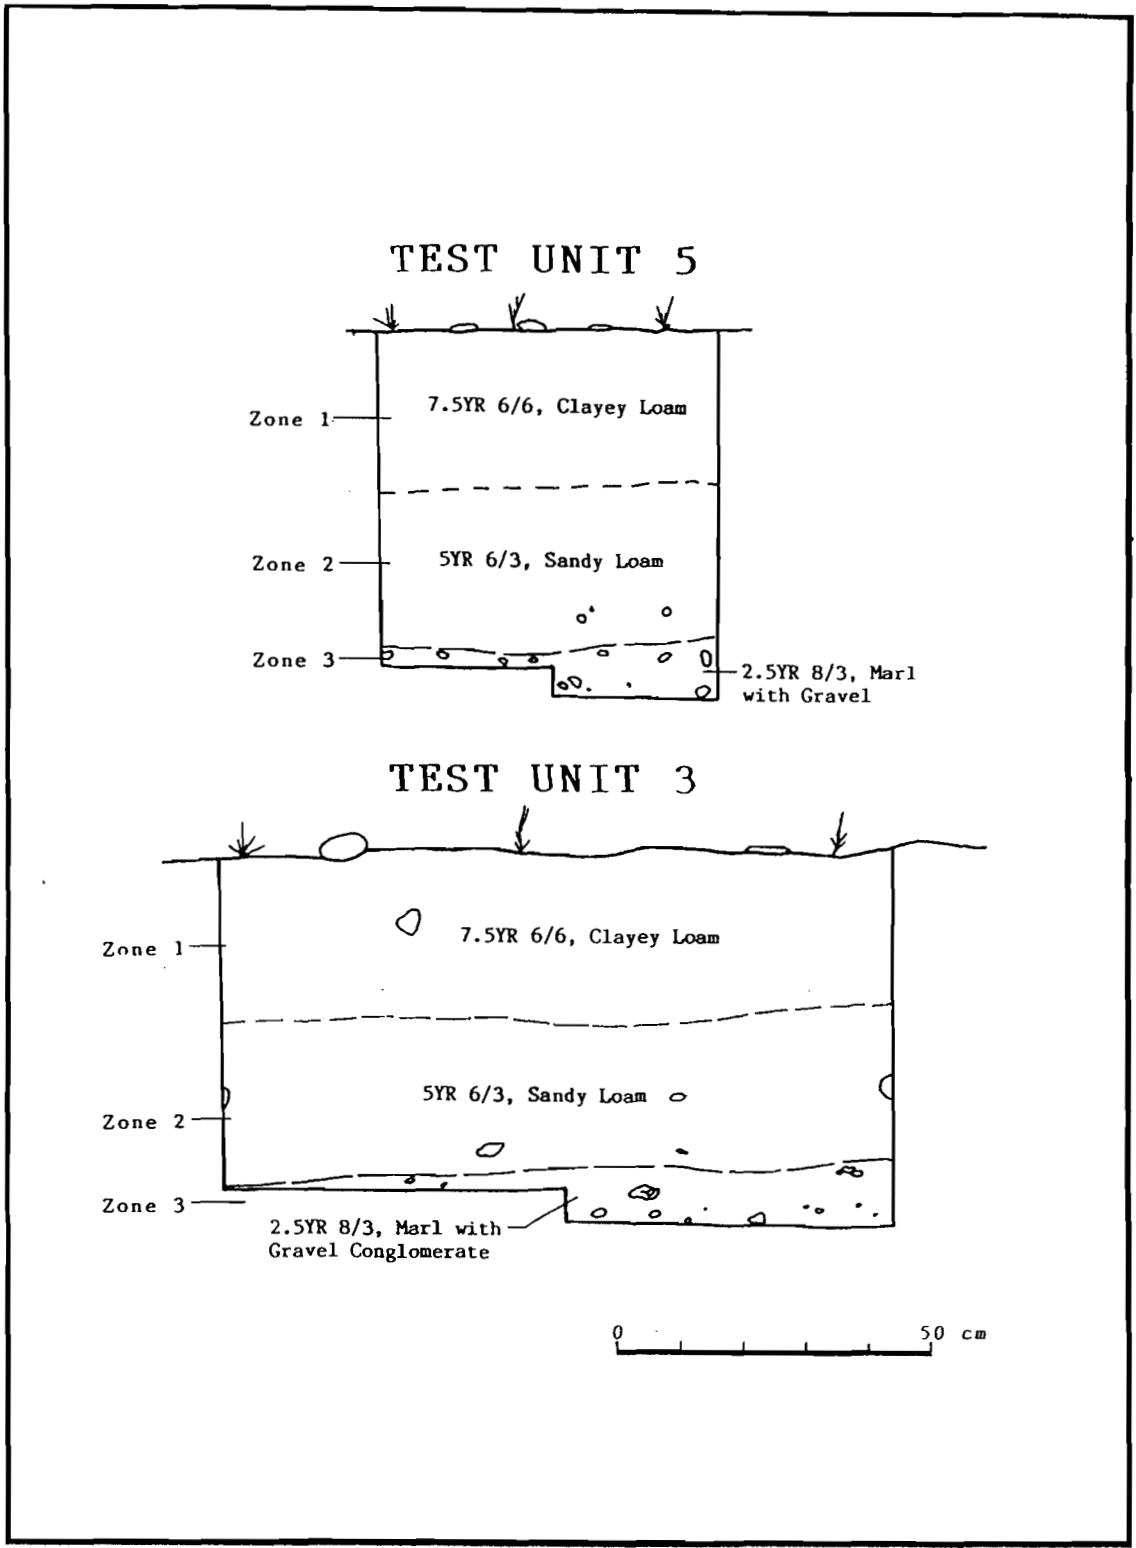 TEST UNIT 5
Zone 1
7.5YR 6/6, Clayey Loam
Zone 2
5YR 6/3, Sandy Loam
Zone 3
2.5YR 8/3, Marl
with Gravel
TEST UNIT 3
Zone 1
7.5YR 6/6, Clayey Loam
Zone 2
5YR 6/3, Sandy Loam
Zone 3
2.5YR 8/3, Marl with
Gravel Conglomerate
0 50 cm